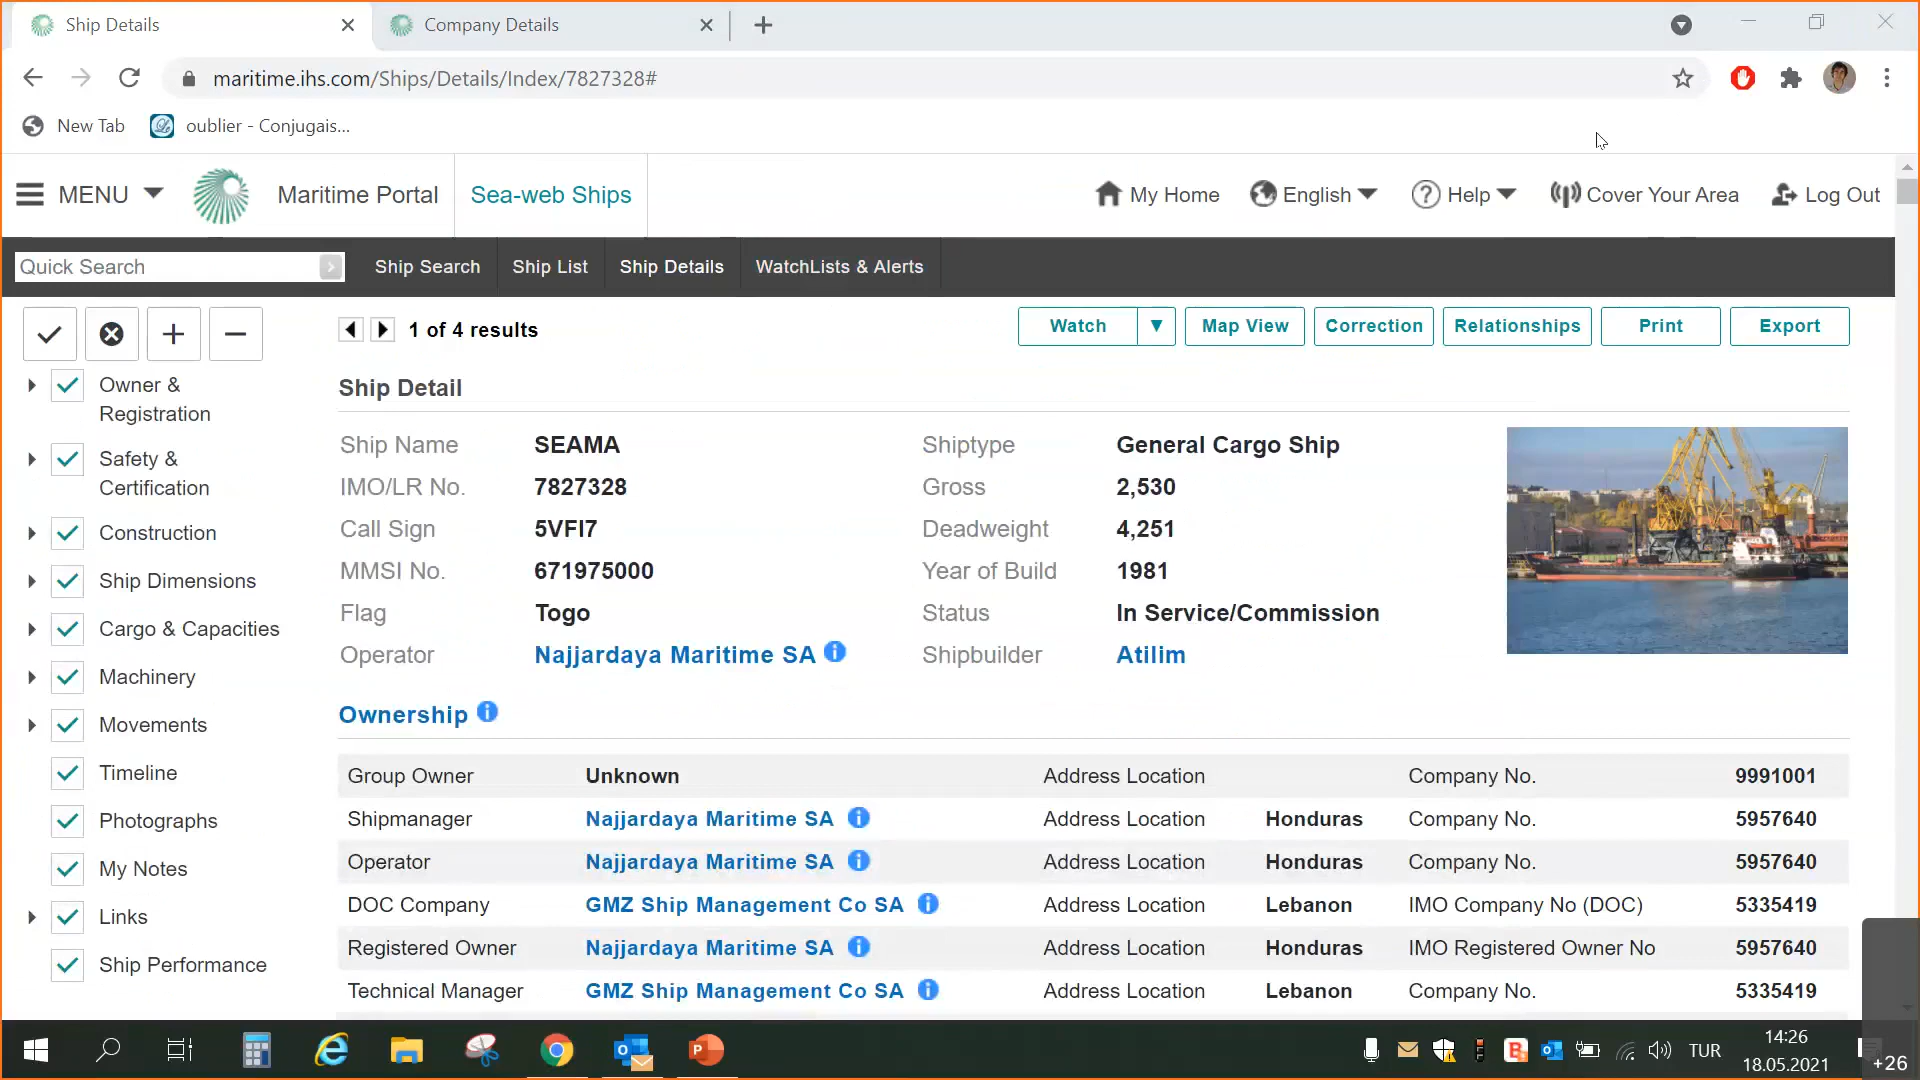 Ship Details
Company Details
maritime.ihs.com/Ships/Details/Index/7827328#
New Tab oublier - Conjugais...
MENU Maritime Portal Sea-web Ships My Home English Help Cover Your Area Log Out
Quick Search Ship Search Ship List Ship Details WatchLists & Alerts
1 of 4 results Watch Map View Correction Relationships Print Export
Owner &
Registration
Safety &
Certification
Construction
Ship Dimensions
Cargo & Capacities
Machinery
Movements
Timeline
Photographs
My Notes
Links
Ship Performance
Ship Detail
Ship Name SEAMA Shiptype General Cargo Ship
IMO/LR No. 7827328 Gross 2,530
Call Sign 5VFI7 Deadweight 4,251
MMSI No. 671975000 Year of Build 1981
Flag Togo Status In Service/Commission
Operator Najjardaya Maritime SA Shipbuilder Atilim
Ownership
Group Owner Unknown Address Location Company No. 9991001
Shipmanager Najjardaya Maritime SA Address Location Honduras Company No. 5957640
Operator Najjardaya Maritime SA Address Location Honduras Company No. 5957640
DOC Company GMZ Ship Management Co SA Address Location Lebanon IMO Company No (DOC) 5335419
Registered Owner Najjardaya Maritime SA Address Location Honduras IMO Registered Owner No 5957640
Technical Manager GMZ Ship Management Co SA Address Location Lebanon Company No. 5335419
TUR
14:26
18.05.2021
+26